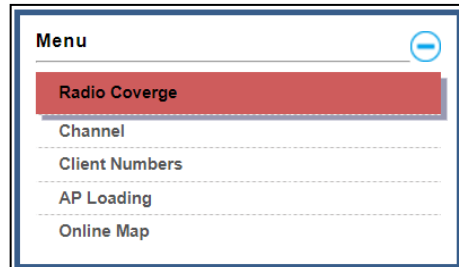 Menu
Radio Coverge
Channel
Client Numbers
AP Loading
Online Map